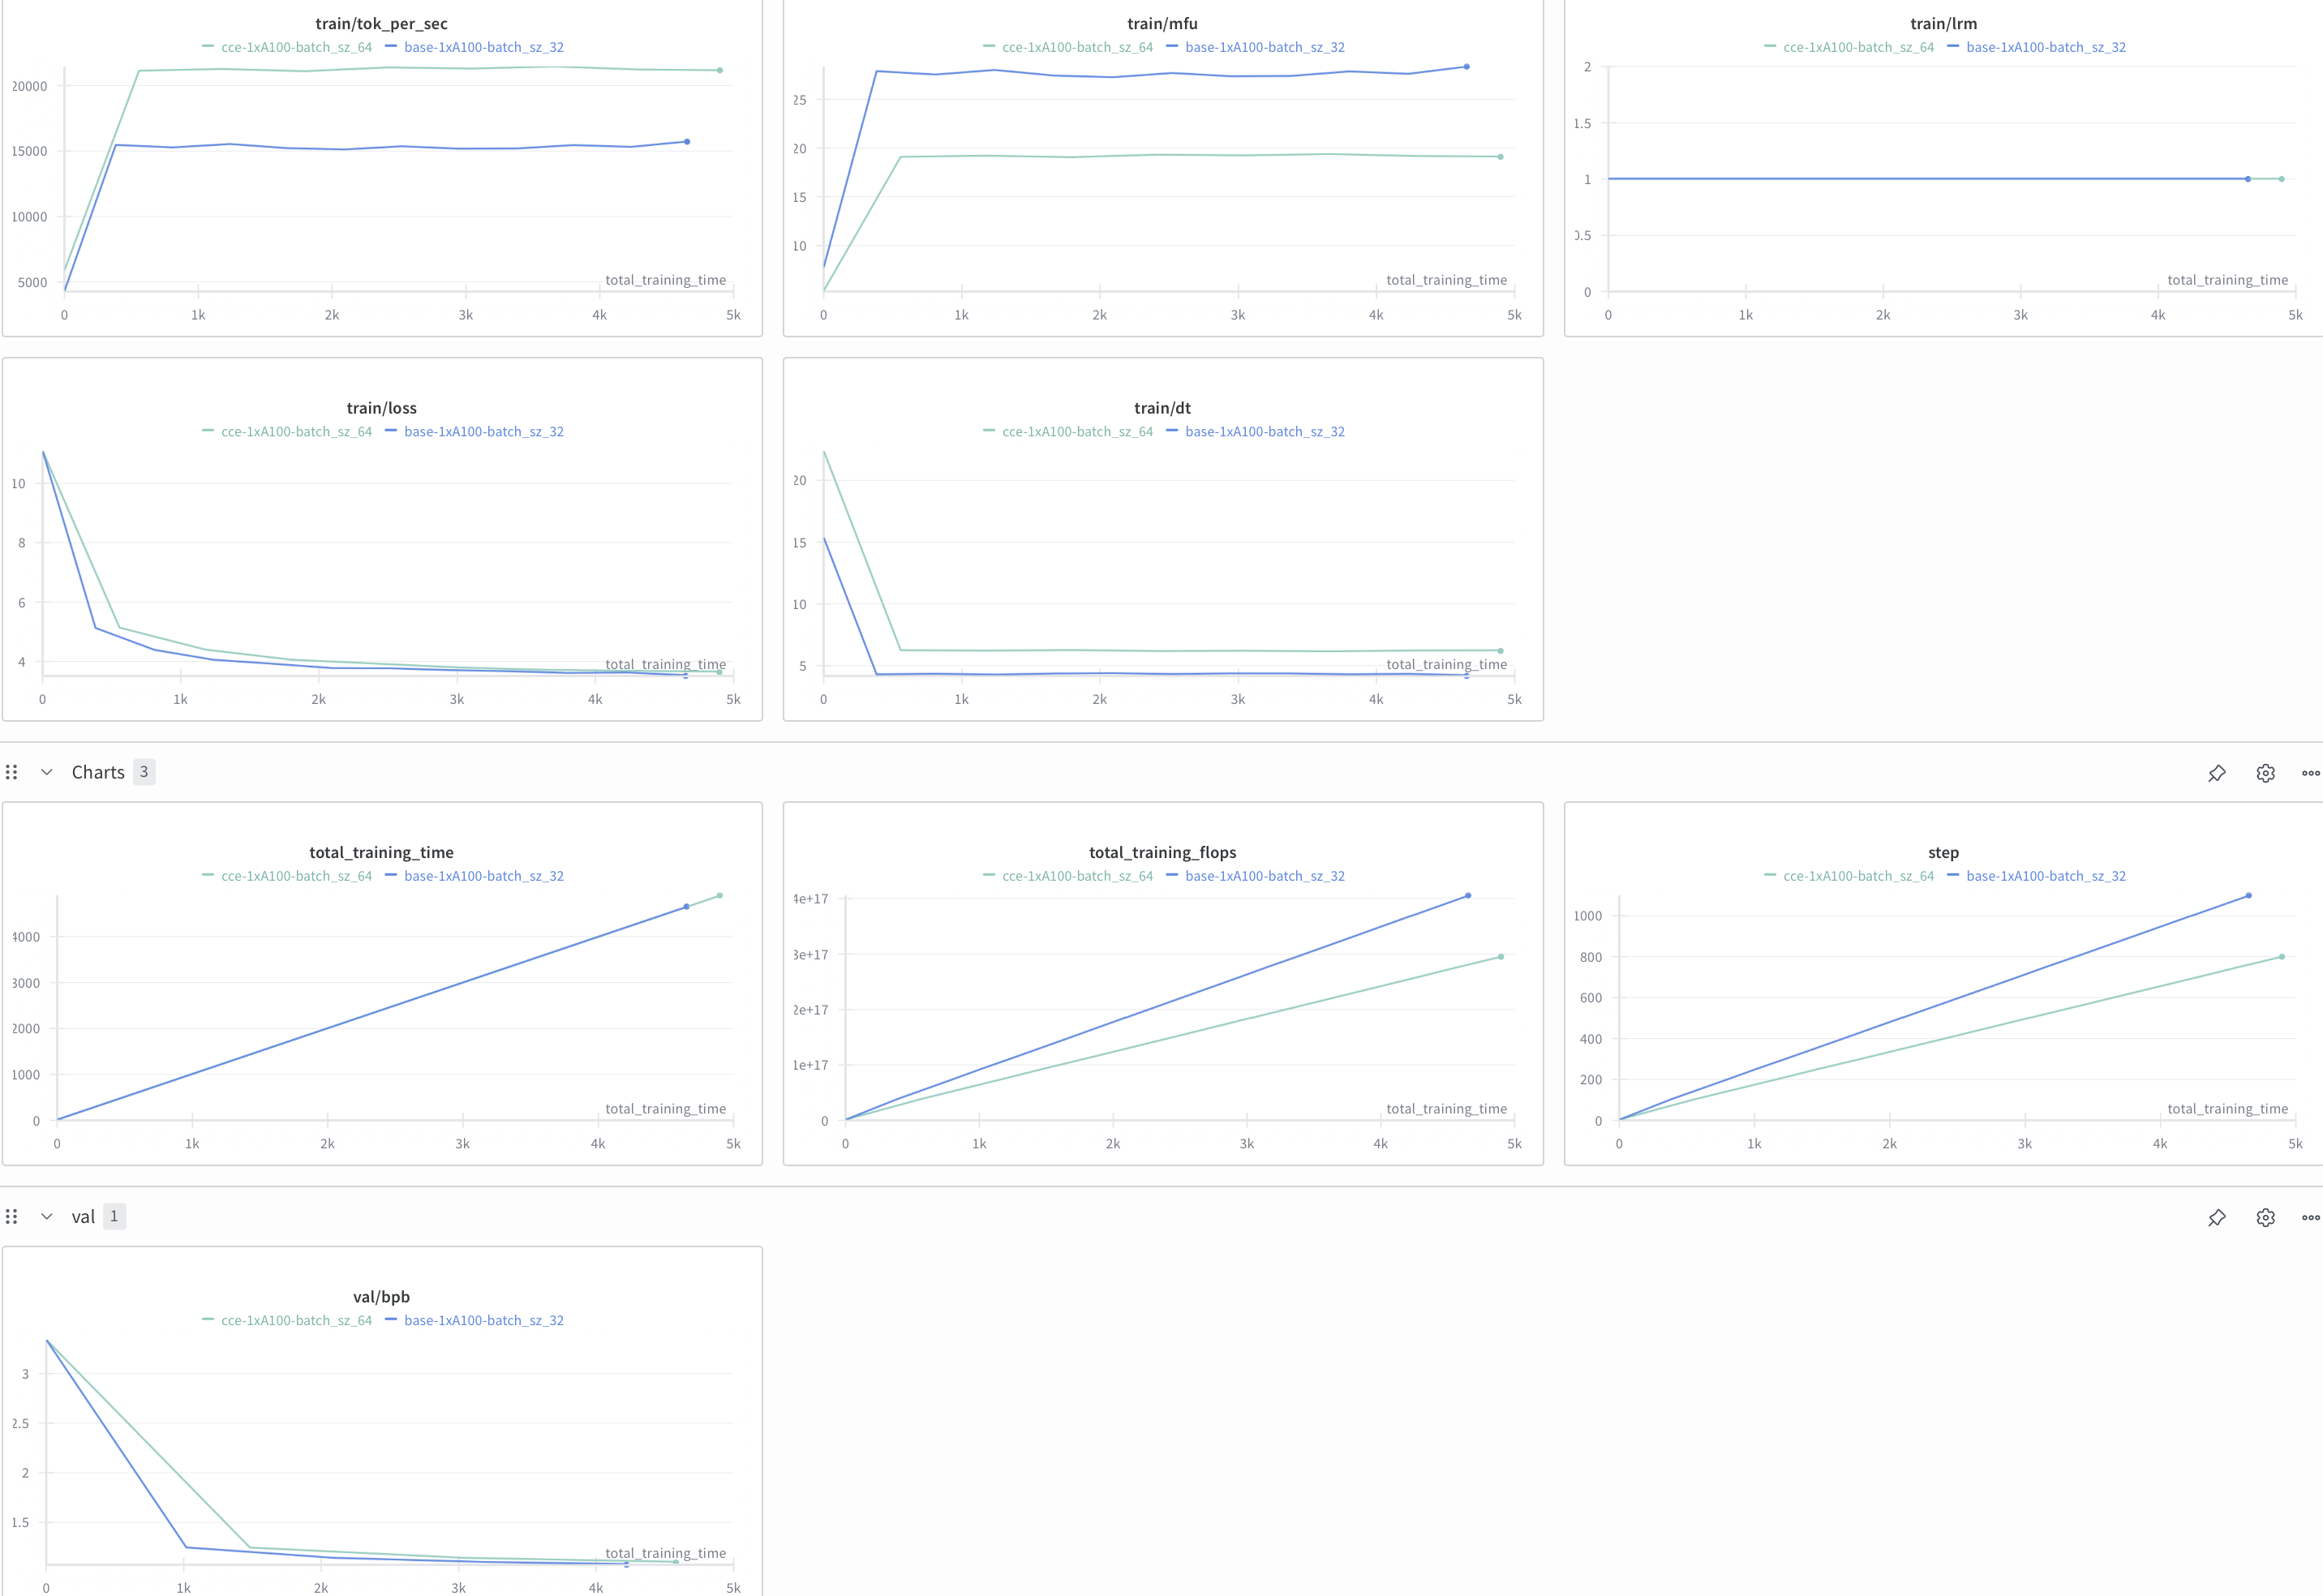 train/tok_per_sec
cce-1xA100-batch_sz_64 base-1xA100-batch_sz_32
20000
15000
10000
5000
total_training_time
0 1k 2k 3k 4k 5k
train/mfu
cce-1xA100-batch_sz_64 base-1xA100-batch_sz_32
25
20
15
10
total_training_time
0 1k 2k 3k 4k 5k
train/lrm
cce-1xA100-batch_sz_64 base-1xA100-batch_sz_32
2
1.5
1
0.5
0
total_training_time
0 1k 2k 3k 4k 5k
train/loss
cce-1xA100-batch_sz_64 base-1xA100-batch_sz_32
10
8
6
4
total_training_time
0 1k 2k 3k 4k 5k
train/dt
cce-1xA100-batch_sz_64 base-1xA100-batch_sz_32
20
15
10
5
total_training_time
0 1k 2k 3k 4k 5k
Charts 3
total_training_time
cce-1xA100-batch_sz_64 base-1xA100-batch_sz_32
4000
3000
2000
1000
0
total_training_time
0 1k 2k 3k 4k 5k
total_training_flops
cce-1xA100-batch_sz_64 base-1xA100-batch_sz_32
4e+17
3e+17
2e+17
1e+17
0
total_training_time
0 1k 2k 3k 4k 5k
step
cce-1xA100-batch_sz_64 base-1xA100-batch_sz_32
1000
800
600
400
200
0
total_training_time
0 1k 2k 3k 4k 5k
val 1
val/bpb
cce-1xA100-batch_sz_64 base-1xA100-batch_sz_32
3
2.5
2
1.5
total_training_time
0 1k 2k 3k 4k 5k